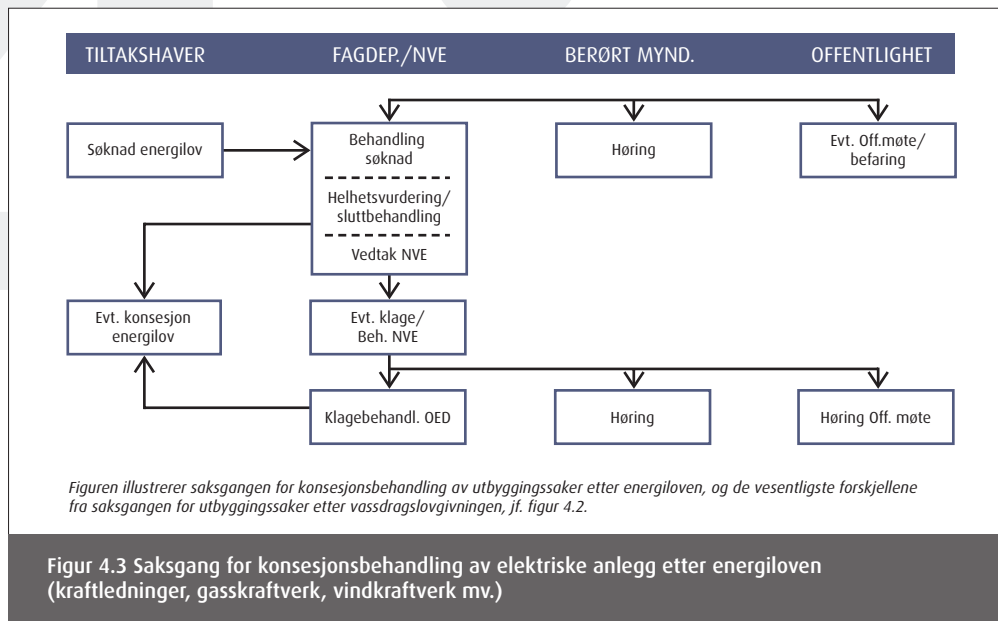 TILTAKSHAVER
FAGDEP./NVE
BERØRT MYND.
OFFENTLIGHET
Søknad energilov
Behandling
søknad
Helhetsvurdering/
sluttbehandling
Vedtak NVE
Høring
Evt. Off.møte/
befaring
Evt. konsesjon
energilov
Evt. klage/
Beh. NVE
Klagebehandl. OED
Høring
Høring Off. møte
Figuren illustrerer saksgangen for konsesjonsbehandling av utbyggingssaker etter energiloven, og de vesentligste forskjellene
fra saksgangen for utbyggingssaker etter vassdragslovgivningen, jf. figur 4.2.
Figur 4.3 Saksgang for konsesjonsbehandling av elektriske anlegg etter energiloven
(kraftledninger, gasskraftverk, vindkraftverk mv.)